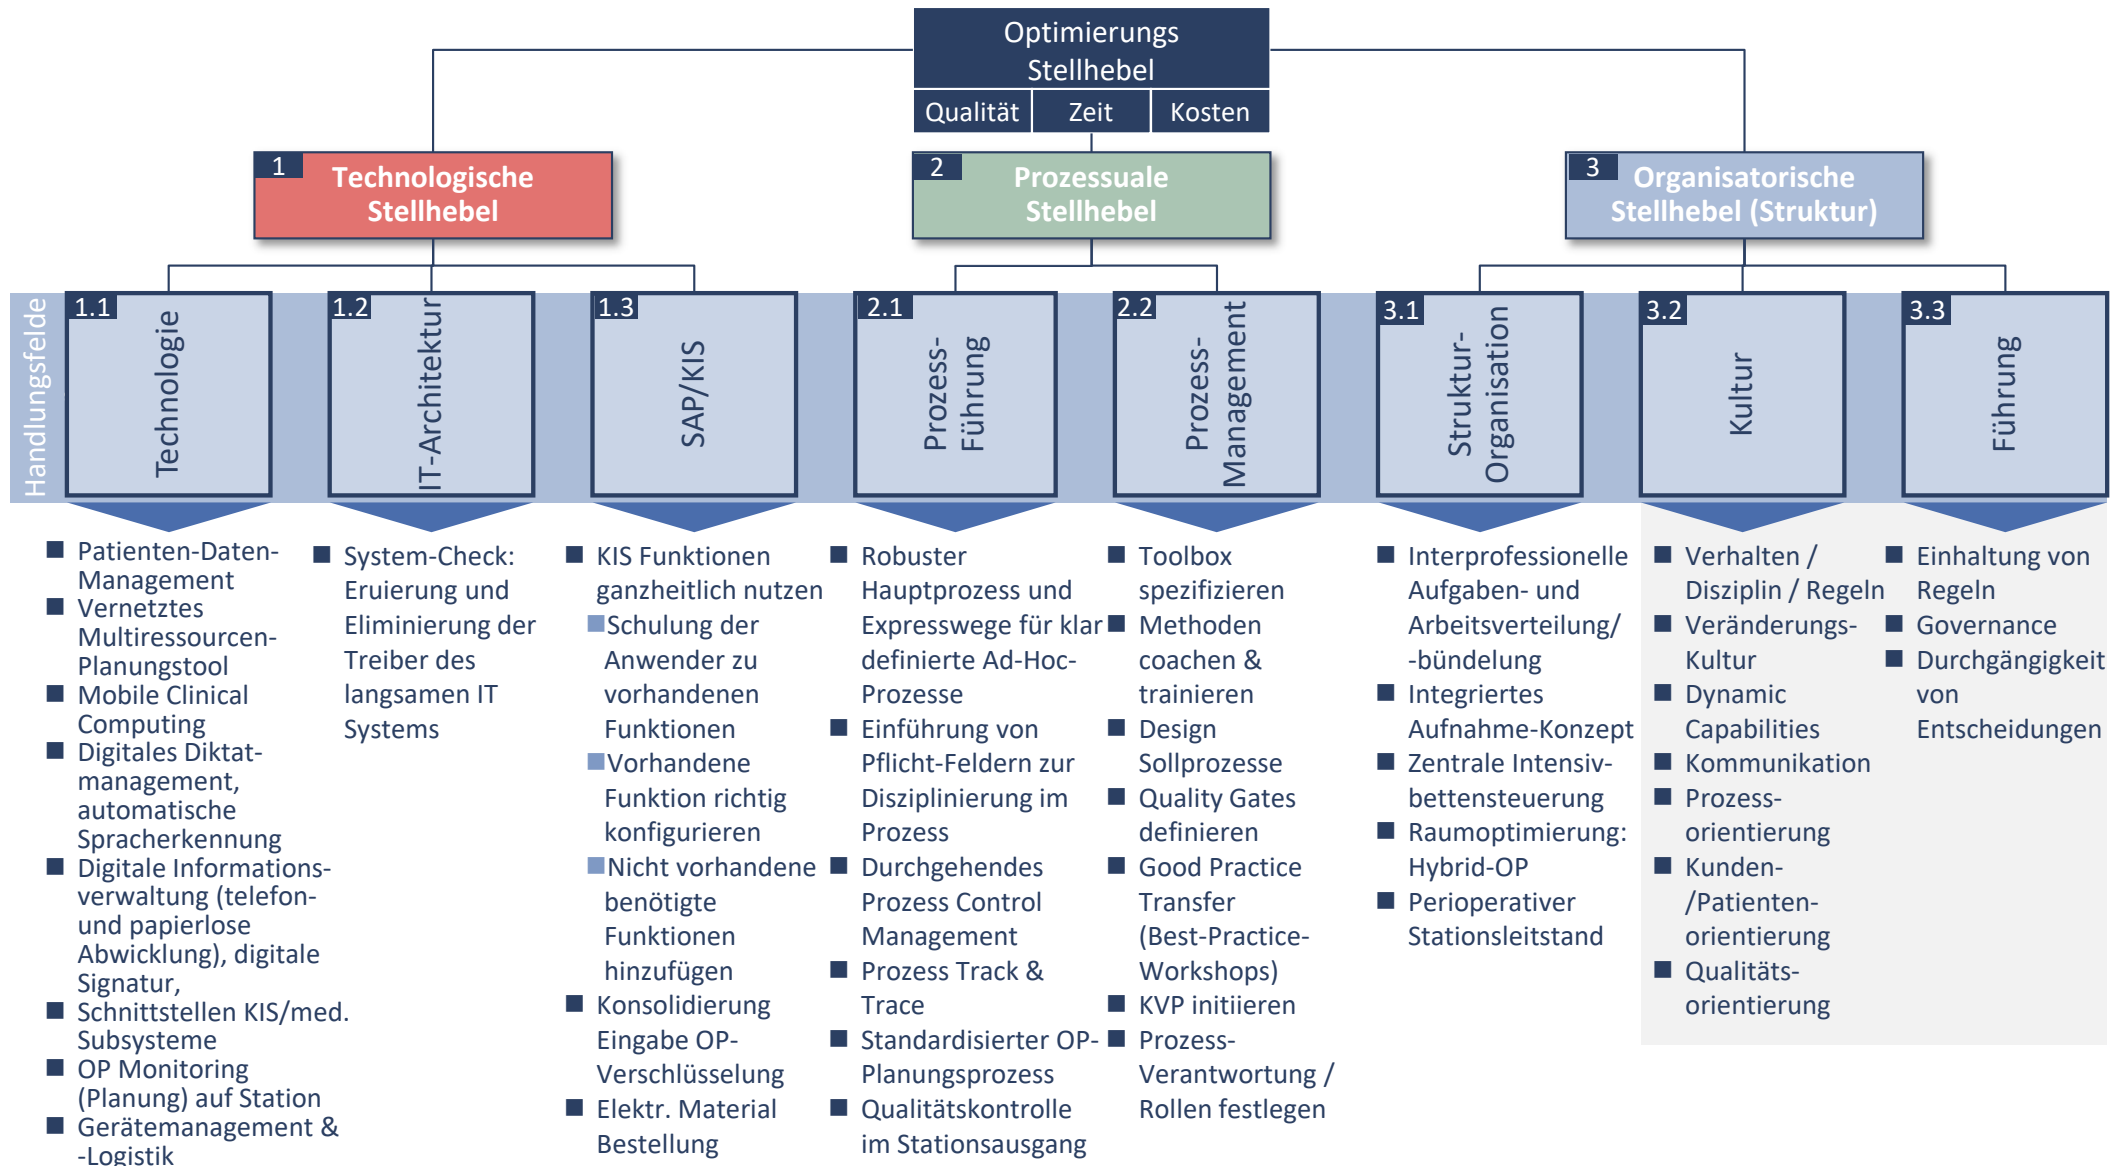 Optimierungs
Stellhebel
Qualität
Zeit
Kosten
1
Technologische
Stellhebel
2
Prozessuale
Stellhebel
3
Organisatorische
Stellhebel (Struktur)
Handlungsfelde
1.1
Technologie
1.2
IT-Architektur
1.3
SAP/KIS
2.1
Prozess-
Führung
2.2
Prozess-
Management
3.1
Struktur-
Organisation
3.2
Kultur
3.3
Führung
Patienten-Daten-
Management
Vernetztes
Multiressourcen-
Planungstool
Mobile Clinical
Computing
Digitales Diktat-
management,
automatische
Spracherkennung
Digitale Informations-
verwaltung (telefon-
und papierlose
Abwicklung), digitale
Signatur,
Schnittstellen KIS/med.
Subsysteme
OP Monitoring
(Planung) auf Station
Gerätemanagement &
-Logistik
System-Check:
Eruierung und
Eliminierung der
Treiber des
langsamen IT
Systems
KIS Funktionen
ganzheitlich nutzen
Schulung der
Anwender zu
vorhandenen
Funktionen
Vorhandene
Funktion richtig
konfigurieren
Nicht vorhandene
benötigte
Funktionen
hinzufügen
Konsolidierung
Eingabe OP-
Verschlüsselung
Elektr. Material
Bestellung
Robuster
Hauptprozess und
Expresswege für klar
definierte Ad-Hoc-
Prozesse
Einführung von
Pflicht-Feldern zur
Disziplinierung im
Prozess
Durchgehendes
Prozess Control
Management
Prozess Track &
Trace
Standardisierter OP-
Planungsprozess
Qualitätskontrolle
im Stationsausgang
Toolbox
spezifizieren
Methoden
coachen &
trainieren
Design
Sollprozesse
Quality Gates
definieren
Good Practice
Transfer
(Best-Practice-
Workshops)
KVP initiieren
Prozess-
Verantwortung /
Rollen festlegen
Interprofessionelle
Aufgaben- und
Arbeitsverteilung/
-bündelung
Integriertes
Aufnahme-Konzept
Zentrale Intensiv-
bettensteuerung
Raumoptimierung:
Hybrid-OP
Perioperativer
Stationsleitstand
Verhalten /
Disziplin / Regeln
Veränderungs-
Kultur
Dynamic
Capabilities
Kommunikation
Prozess-
orientierung
Kunden-
/Patienten-
orientierung
Qualitäts-
orientierung
Einhaltung von
Regeln
Governance
Durchgängigkeit
von
Entscheidungen